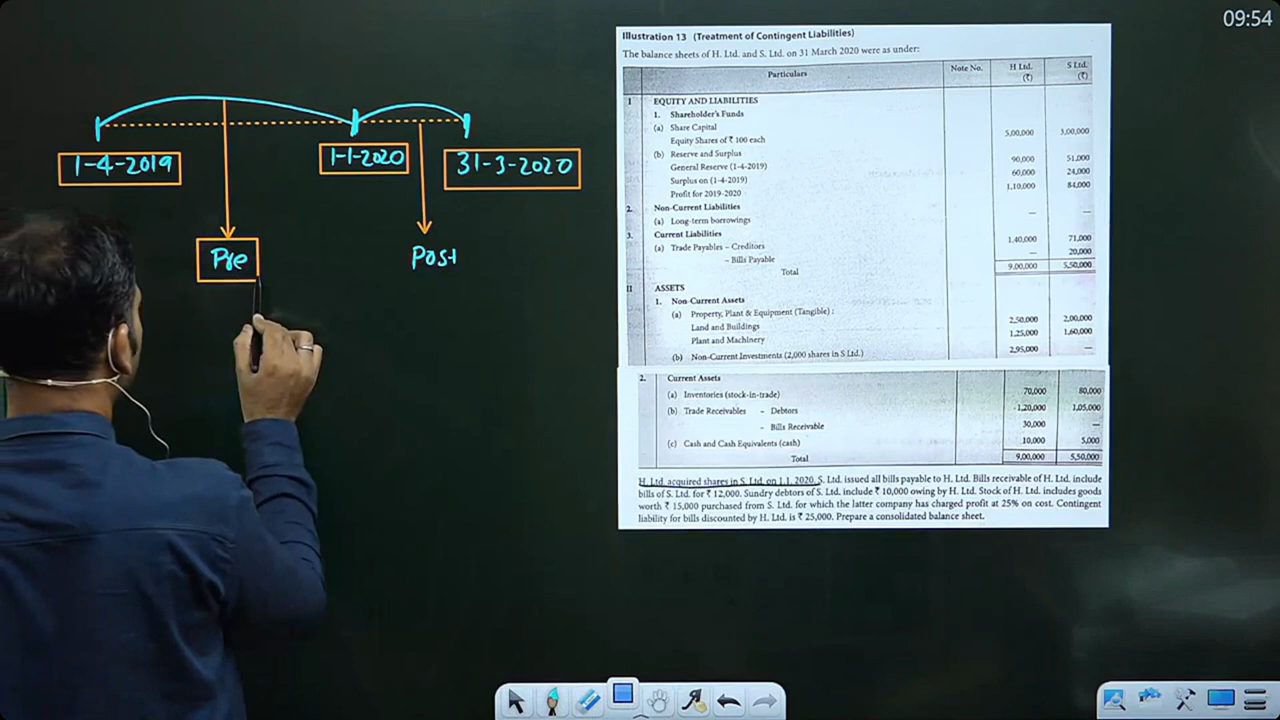 09:54
1-4-2019
1-1-2020
31-3-2020
Pre
Post
Illustration 13 (Treatment of Contingent Liabilities)
The balance sheets of H. Ltd. and S. Ltd. on 31 March 2020 were as under:
Particulars Note No. H Ltd. S Ltd.
(₹) (₹)
I EQUITY AND LIABILITIES
1. Shareholder's Funds
(a) Share Capital
Equity Shares of ₹ 100 each 5,00,000 3,00,000
(b) Reserve and Surplus
General Reserve (1-4-2019) 90,000 51,000
Surplus on (1-4-2019) 60,000 24,000
Profit for 2019-2020 1,10,000 84,000
2. Non-Current Liabilities
(a) Long-term borrowings — —
3. Current Liabilities
(a) Trade Payables – Creditors 1,40,000 71,000
– Bills Payable — 20,000
Total 9,00,000 5,50,000
II ASSETS
1. Non-Current Assets
(a) Property, Plant & Equipment (Tangible) :
Land and Buildings 2,50,000 2,00,000
Plant and Machinery 1,25,000 1,60,000
(b) Non-Current Investments (2,000 shares in S Ltd.) 2,95,000 —
2. Current Assets
(a) Inventories (stock-in-trade) 70,000 80,000
(b) Trade Receivables – Debtors 1,20,000 1,05,000
– Bills Receivable 30,000 —
(c) Cash and Cash Equivalents (cash) 10,000 5,000
Total 9,00,000 5,50,000
H. Ltd. acquired shares in S. Ltd. on 1.1. 2020. S. Ltd. issued all bills payable to H. Ltd. Bills receivable of H. Ltd. include
bills of S. Ltd. for ₹ 12,000. Sundry debtors of S. Ltd. include ₹ 10,000 owing by H. Ltd. Stock of H. Ltd. includes goods
worth ₹ 15,000 purchased from S. Ltd. for which the latter company has charged profit at 25% on cost. Contingent
liability for bills discounted by H. Ltd. is ₹ 25,000. Prepare a consolidated balance sheet.